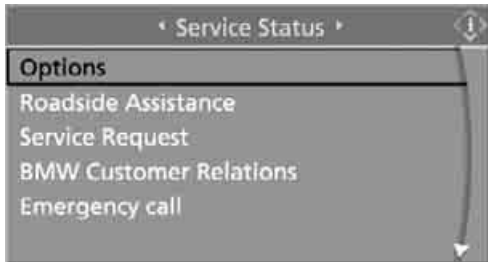 Service Status
Options
Roadside Assistance
Service Request
BMW Customer Relations
Emergency call